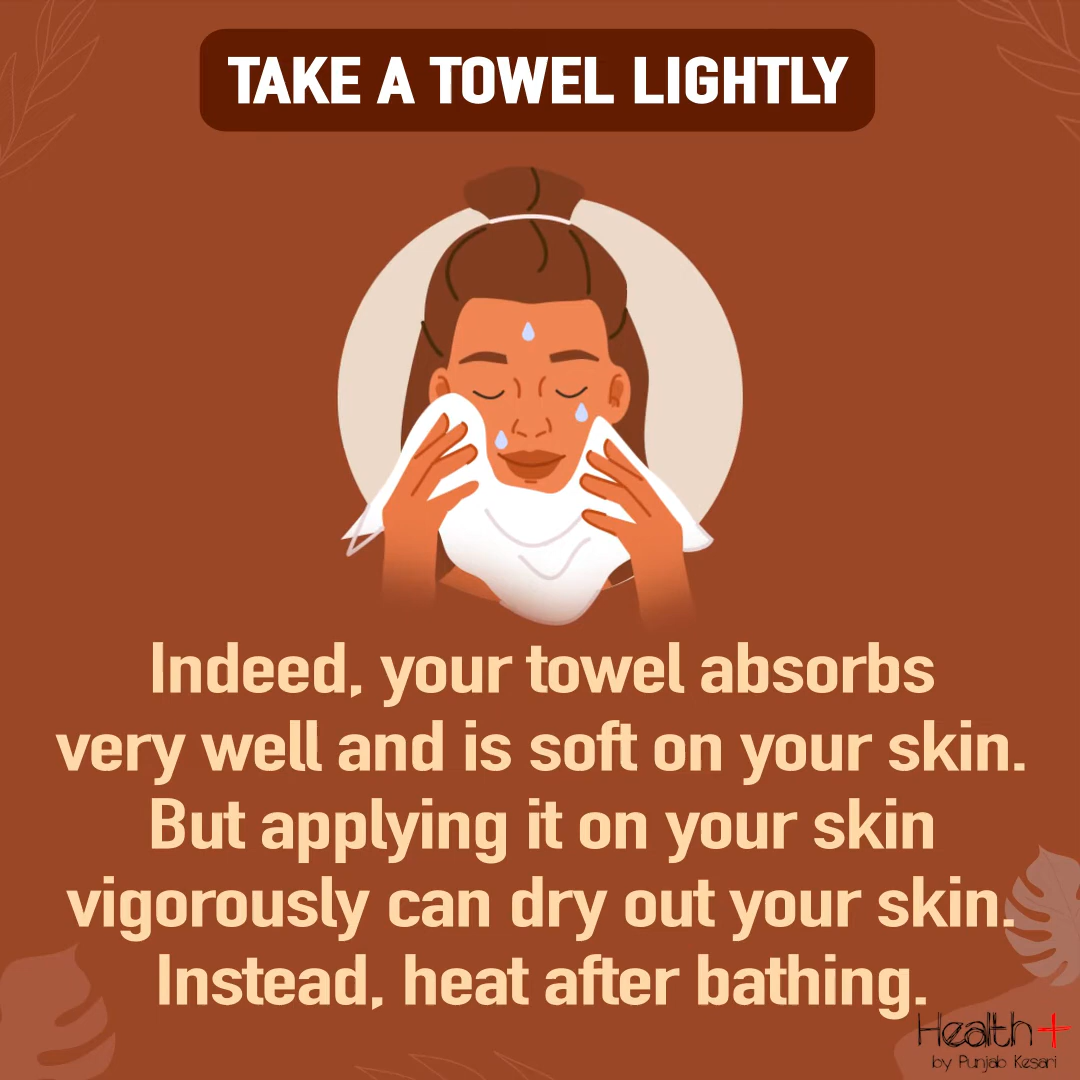 TAKE A TOWEL LIGHTLY
Indeed, your towel absorbs
very well and is soft on your skin.
But applying it on your skin
vigorously can dry out your skin.
Instead, heat after bathing.
Health+
by Punjab Kesari